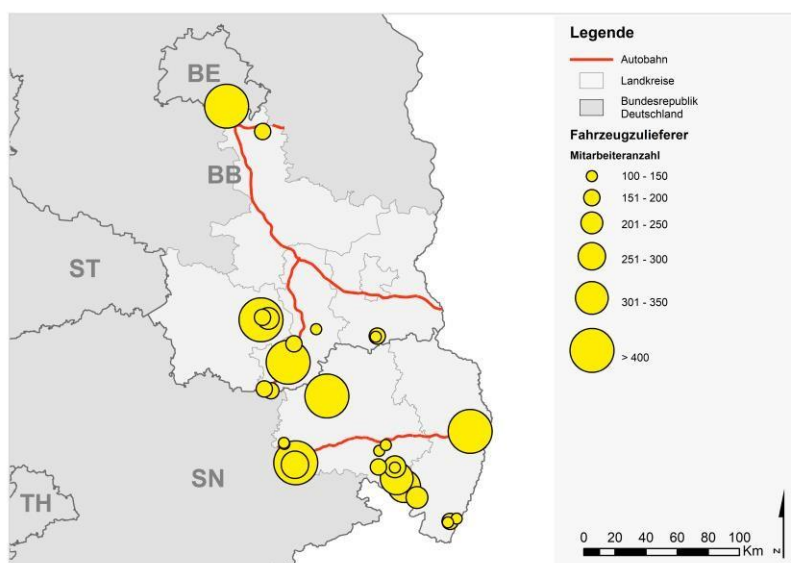 BE
BB
ST
SN
TH
Legende
Autobahn
Landkreise
Bundesrepublik
Deutschland
Fahrzeugzulieferer
Mitarbeiteranzahl
100 - 150
151 - 200
201 - 250
251 - 300
301 - 350
> 400
0 20 40 60 80 100
Km
N